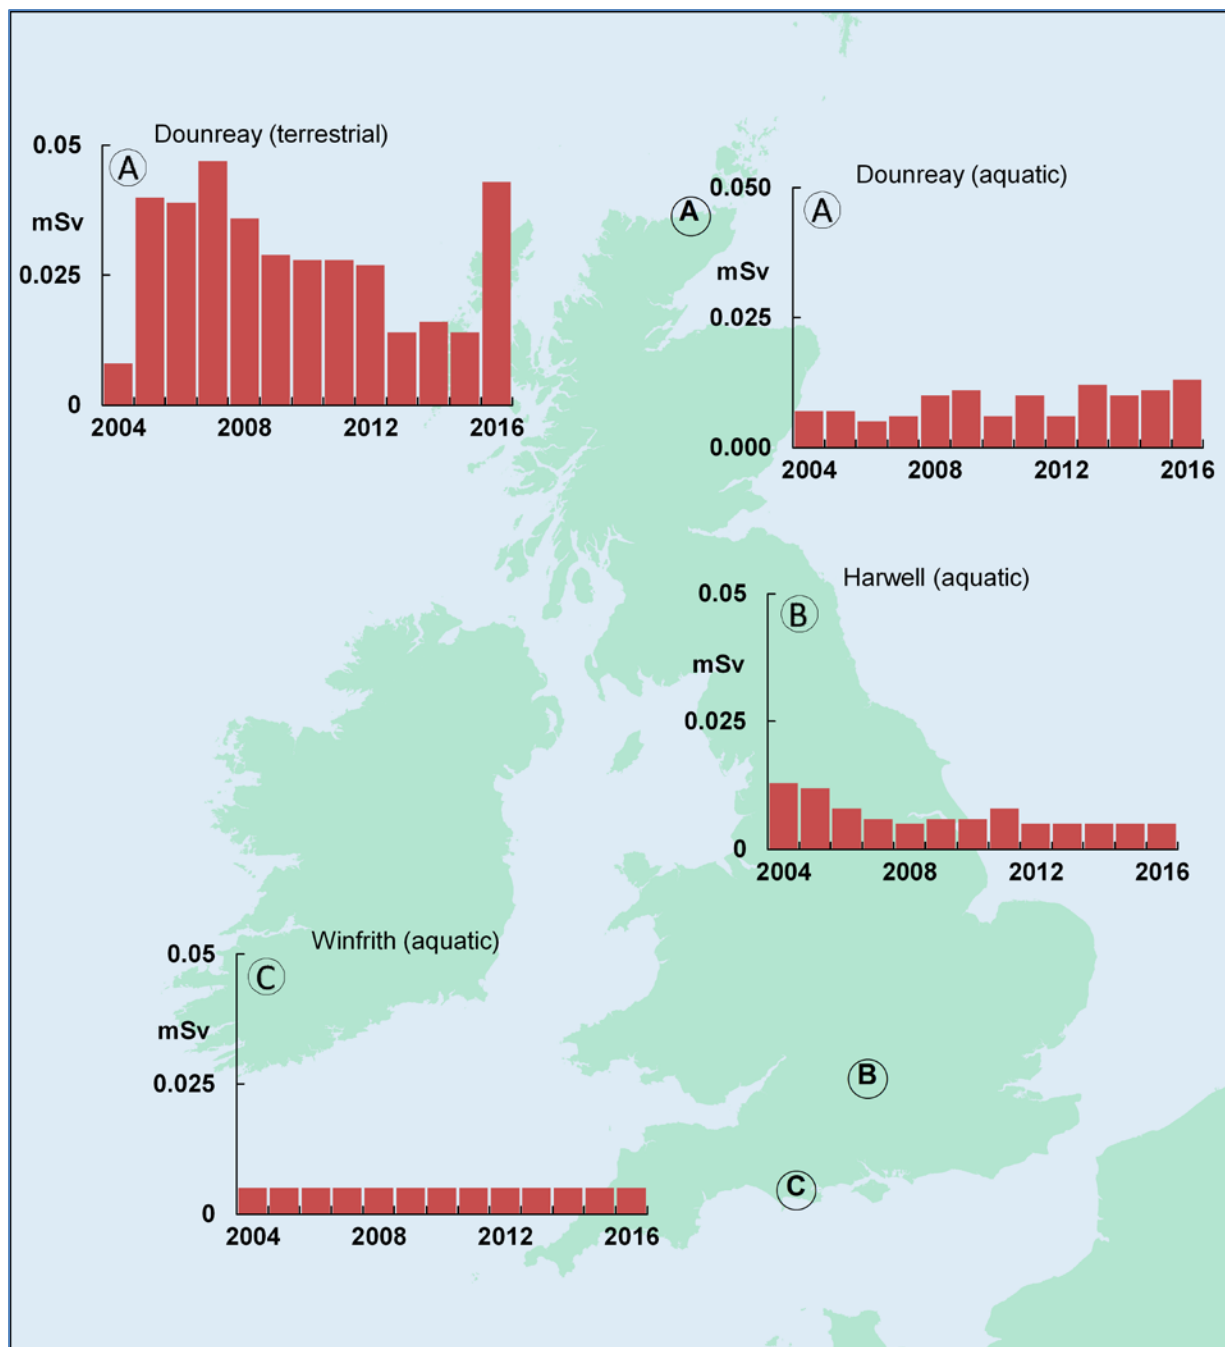 Dounreay (terrestrial)
0.05
A
mSv
0.025
0
2004 2008 2012 2016
A
Dounreay (aquatic)
0.050
A
mSv
0.025
0.000
2004 2008 2012 2016
Harwell (aquatic)
0.05
B
mSv
0.025
0
2004 2008 2012 2016
Winfrith (aquatic)
0.05
C
mSv
0.025
0
2004 2008 2012 2016
B
C